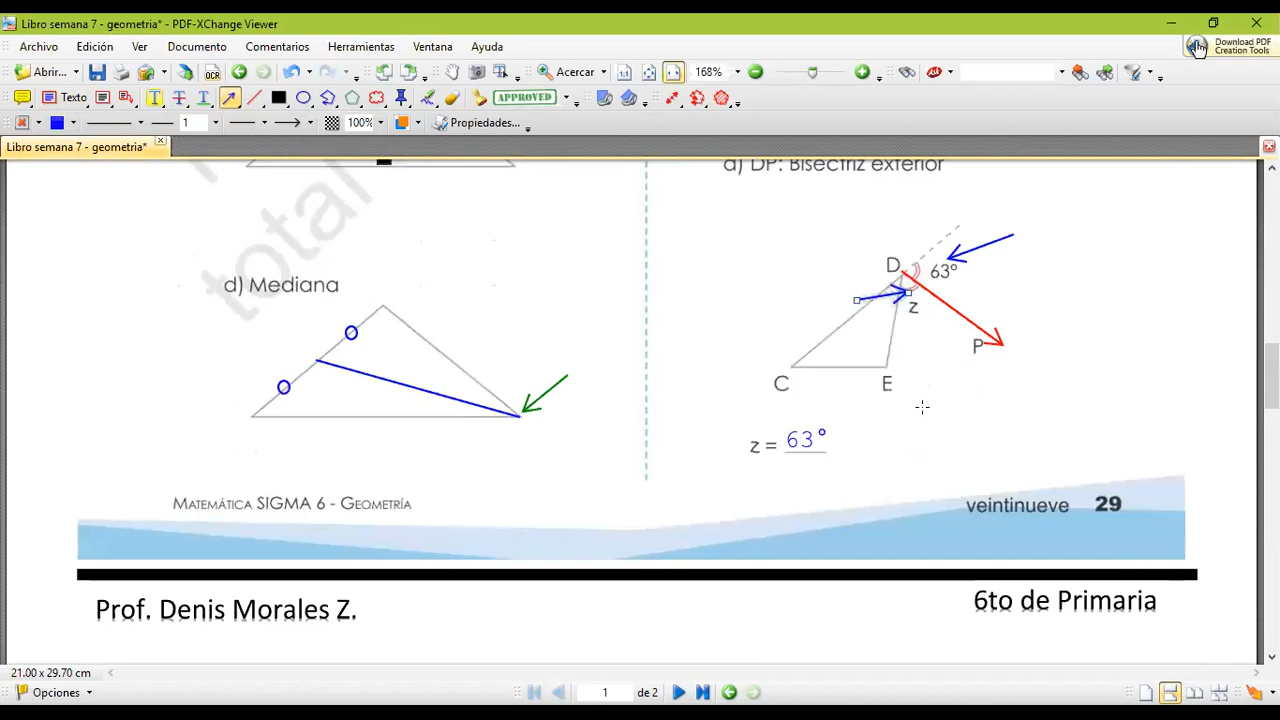 Libro semana 7 - geometria* - PDF-XChange Viewer
Archivo Edición Ver Documento Comentarios Herramientas Ventana Ayuda
Download PDF
Creation Tools
Abrir... OCR Acercar 168%
Texto APPROVED
1 100% Propiedades...
Libro semana 7 - geometria*
total
d) DP: Bisectriz exterior
d) Mediana
D 63º
z
P
C E
z = 63°
MATEMÁTICA SIGMA 6 - GEOMETRÍA
veintinueve 29
Prof. Denis Morales Z.
6to de Primaria
21.00 x 29.70 cm
Opciones 1 de 2